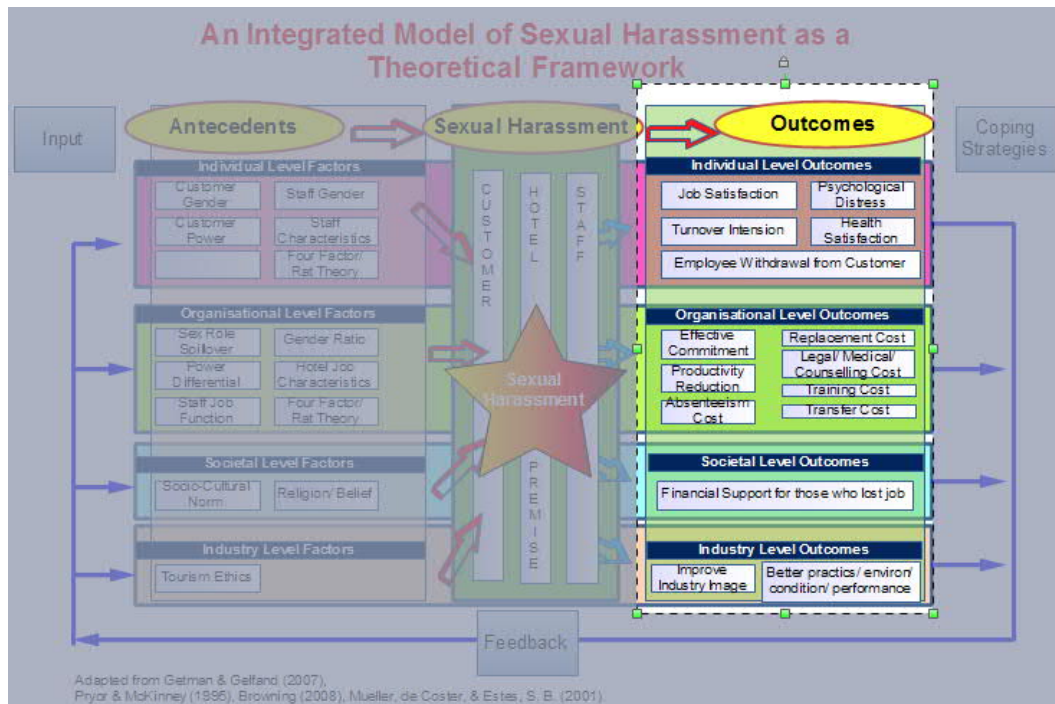 An Integrated Model of Sexual Harassment as a
Theoretical Framework
Input
Antecedents
Sexual Harassment
Outcomes
Coping
Strategies
Individual Level Factors
Customer
Gender
Staff Gender
Customer
Power
Staff
Characteristics
Four Factor/
Rat Theory
Organisational Level Factors
Sex Role
Spillover
Gender Ratio
Power
Differential
Hotel Job
Characteristics
Staff Job
Function
Four Factor/
Rat Theory
Societal Level Factors
Socio-Cultural
Norm
Religion/ Belief
Industry Level Factors
Tourism Ethics
CUSTOMER
HOTEL
PREMISE
STAFF
Sexual
Harassment
Individual Level Outcomes
Job Satisfaction
Psychological
Distress
Turnover Intension
Health
Satisfaction
Employee Withdrawal from Customer
Organisational Level Outcomes
Effective
Commitment
Replacement Cost
Productivity
Reduction
Legal/ Medical/
Counselling Cost
Training Cost
Absenteeism
Cost
Transfer Cost
Societal Level Outcomes
Financial Support for those who lost job
Industry Level Outcomes
Improve
Industry Image
Better practics/ environ/
condition/ performance
Feedback
Adapted from Getman & Gelfand (2007),
Pryor & McKinney (1995), Browning (2008), Mueller, de Coster, & Estes, S. B. (2001).